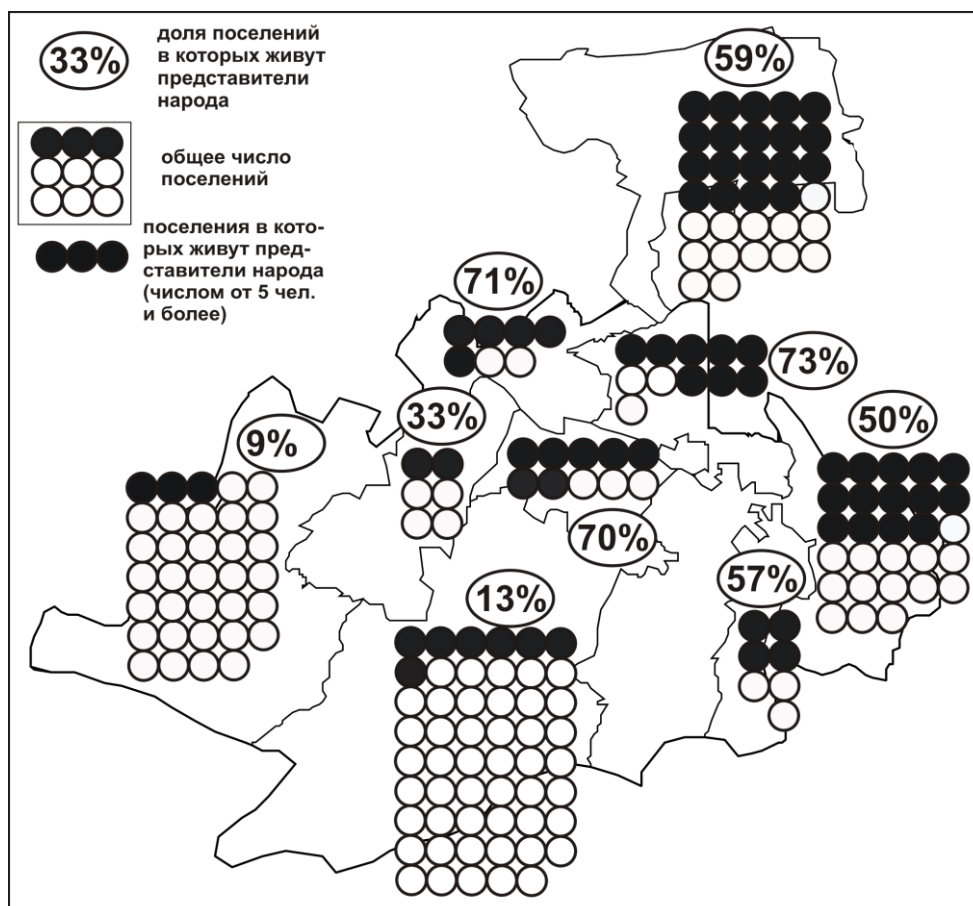 33%
доля поселений
в которых живут
представители
народа
общее число
поселений
поселения в кото-
рых живут пред-
ставители народа
(числом от 5 чел.
и более)
59%
71%
73%
33%
50%
9%
70%
57%
13%